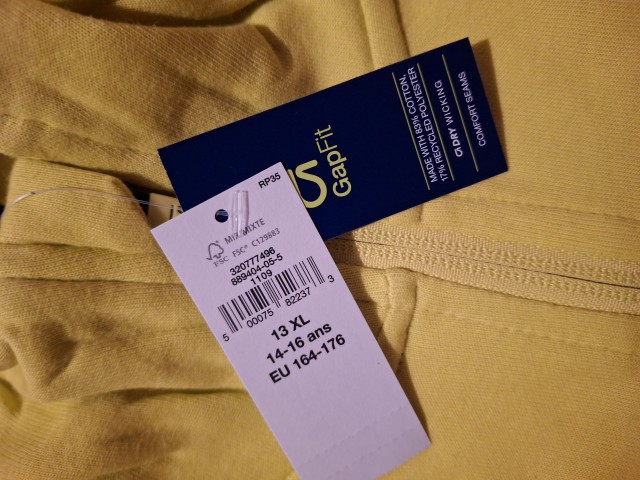 MADE WITH 83% COTTON,
17% RECYCLED POLYESTER
DRY WICKING
COMFORT SEAMS
GapFit
RP35
MIX/MIXTE
FSC FSC® C129883
320777496
889404-05-5
1109
5 00075 82237 3
13 XL
14-16 ans
EU 164-176